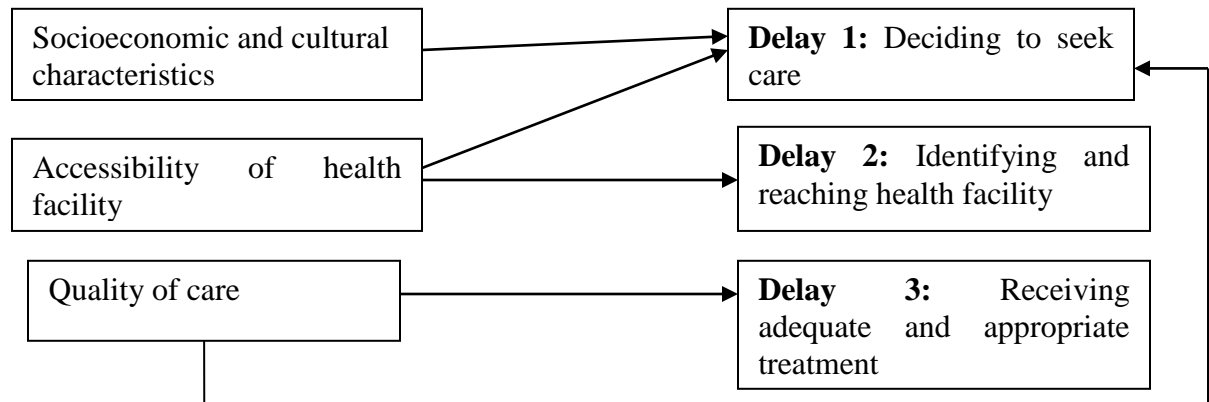 Socioeconomic and cultural
characteristics
Delay 1: Deciding to seek
care
Accessibility of health
facility
Delay 2: Identifying and
reaching health facility
Quality of care
Delay 3: Receiving
adequate and appropriate
treatment